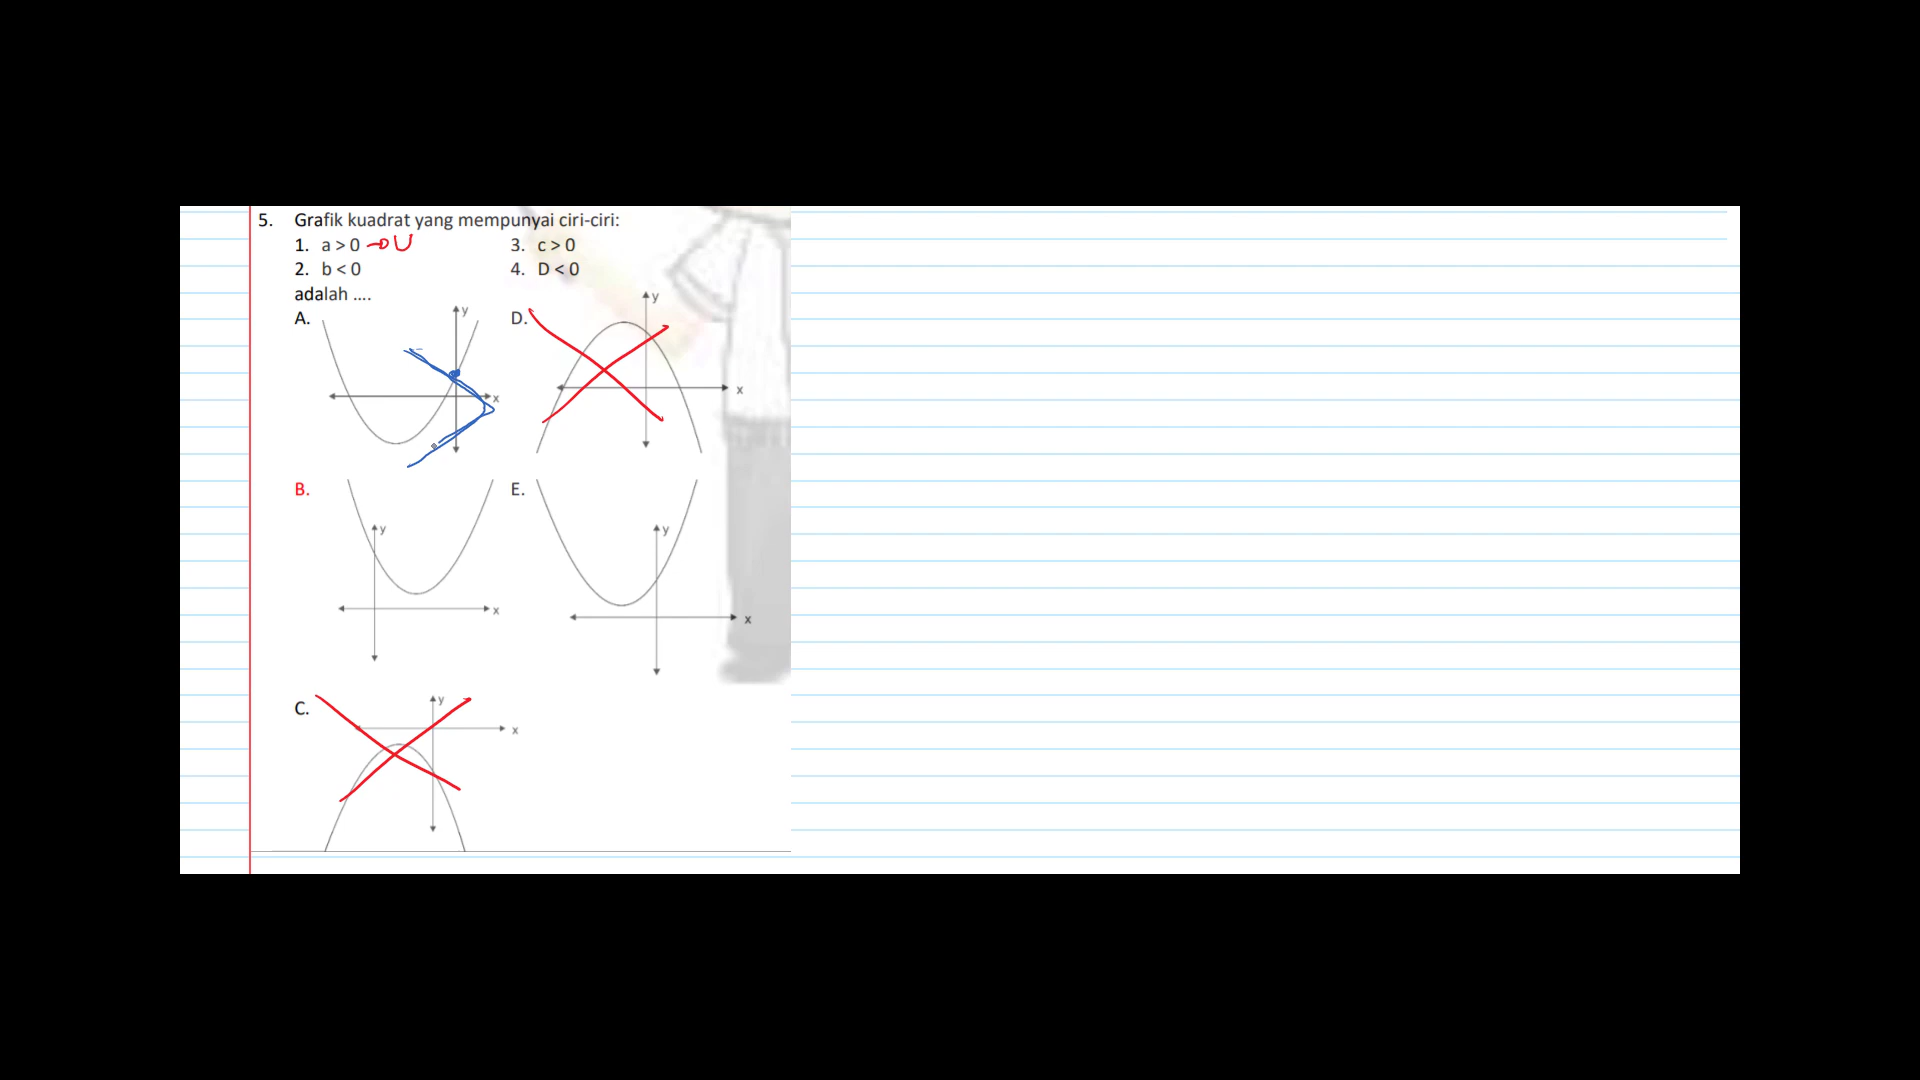 5. Grafik kuadrat yang mempunyai ciri-ciri:
1. a > 0 → U 3. c > 0
2. b < 0 4. D < 0
adalah ....
A. y x
D. y x
B. y x
E. y x
C. y x